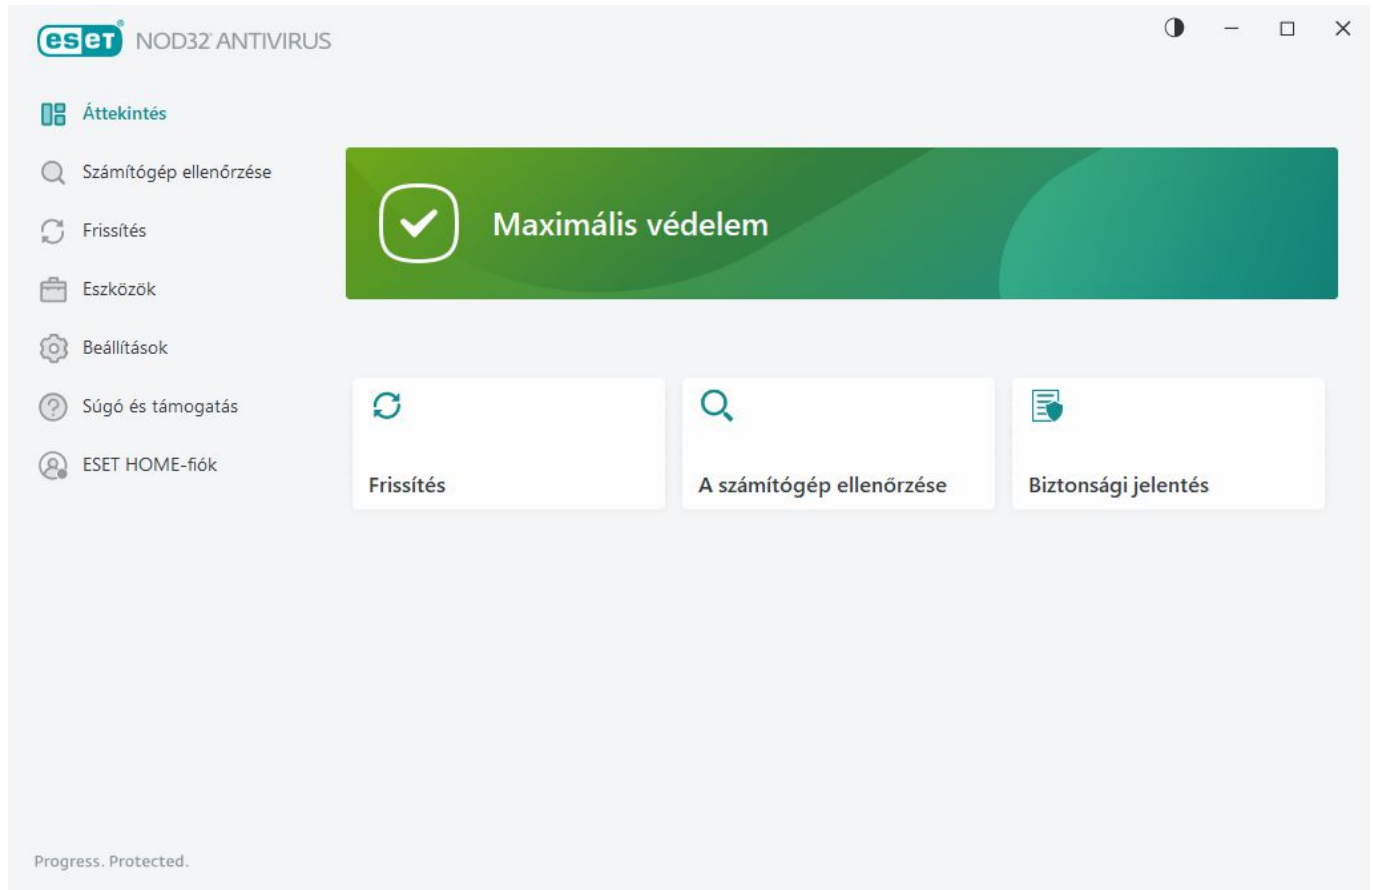 eset® NOD32® ANTIVIRUS
Áttekintés
Számítógép ellenőrzése
Frissítés
Eszközök
Beállítások
Súgó és támogatás
ESET HOME-fiók
Maximális védelem
Frissítés
A számítógép ellenőrzése
Biztonsági jelentés
Progress. Protected.